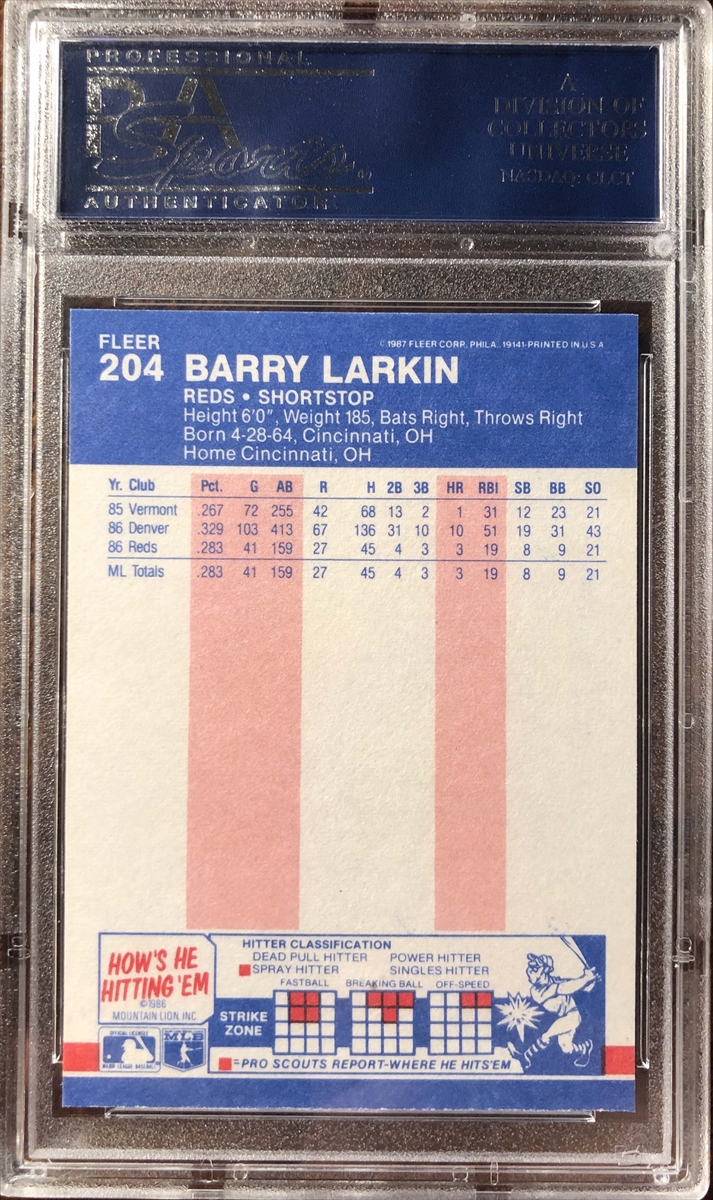 PROFESSIONAL
PSA
Sports
AUTHENTICATOR
A
DIVISION OF
COLLECTORS
UNIVERSE
NASDAQ: CLCT
FLEER
204 BARRY LARKIN
©1987 FLEER CORP. PHILA., 19141-PRINTED IN U.S.A
REDS • SHORTSTOP
Height 6'0", Weight 185, Bats Right, Throws Right
Born 4-28-64, Cincinnati, OH
Home Cincinnati, OH
Yr. Club Pct. G AB R H 2B 3B HR RBI SB BB SO
85 Vermont .267 72 255 42 68 13 2 1 31 12 23 21
86 Denver .329 103 413 67 136 31 10 10 51 19 31 43
86 Reds .283 41 159 27 45 4 3 3 19 8 9 21
ML Totals .283 41 159 27 45 4 3 3 19 8 9 21
HOW'S HE
HITTING 'EM
©1986
MOUNTAIN LION, INC
OFFICIAL LICENSEE
MAJOR LEAGUE BASEBALL
MLB
HITTER CLASSIFICATION
DEAD PULL HITTER POWER HITTER
SPRAY HITTER SINGLES HITTER
FASTBALL BREAKING BALL OFF-SPEED
STRIKE
ZONE
=PRO SCOUTS REPORT-WHERE HE HITS'EM